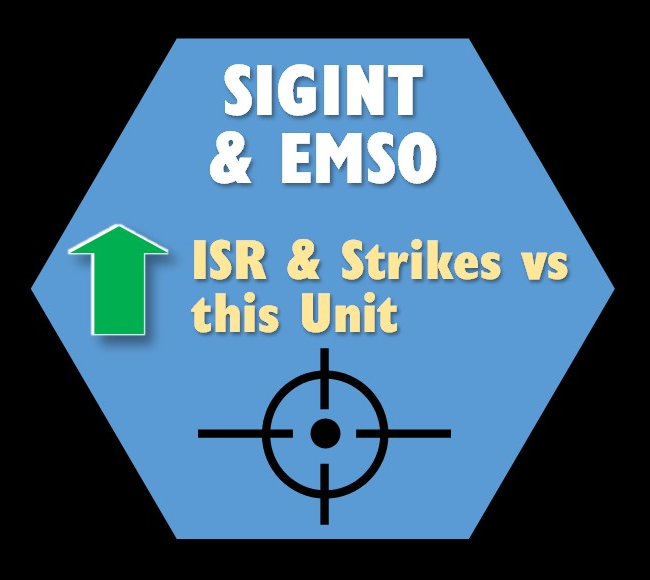 SIGINT
& EMSO
ISR & Strikes vs
this Unit